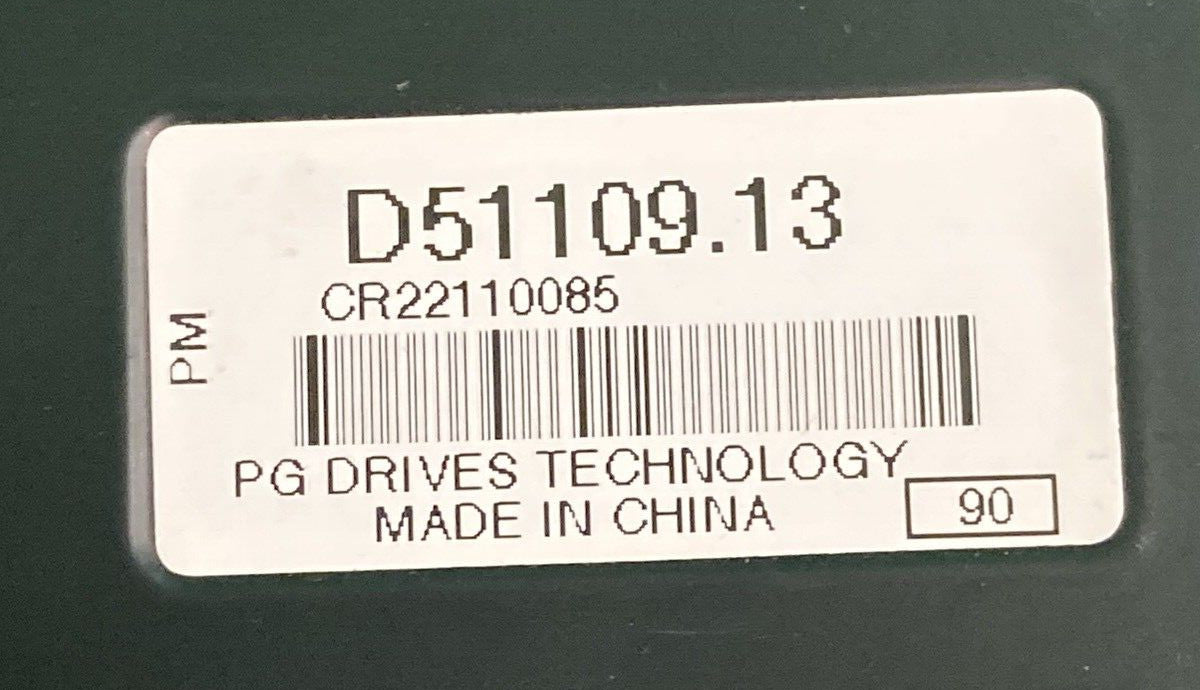 D51109.13
CR22110085
PM
PG DRIVES TECHNOLOGY
MADE IN CHINA
90